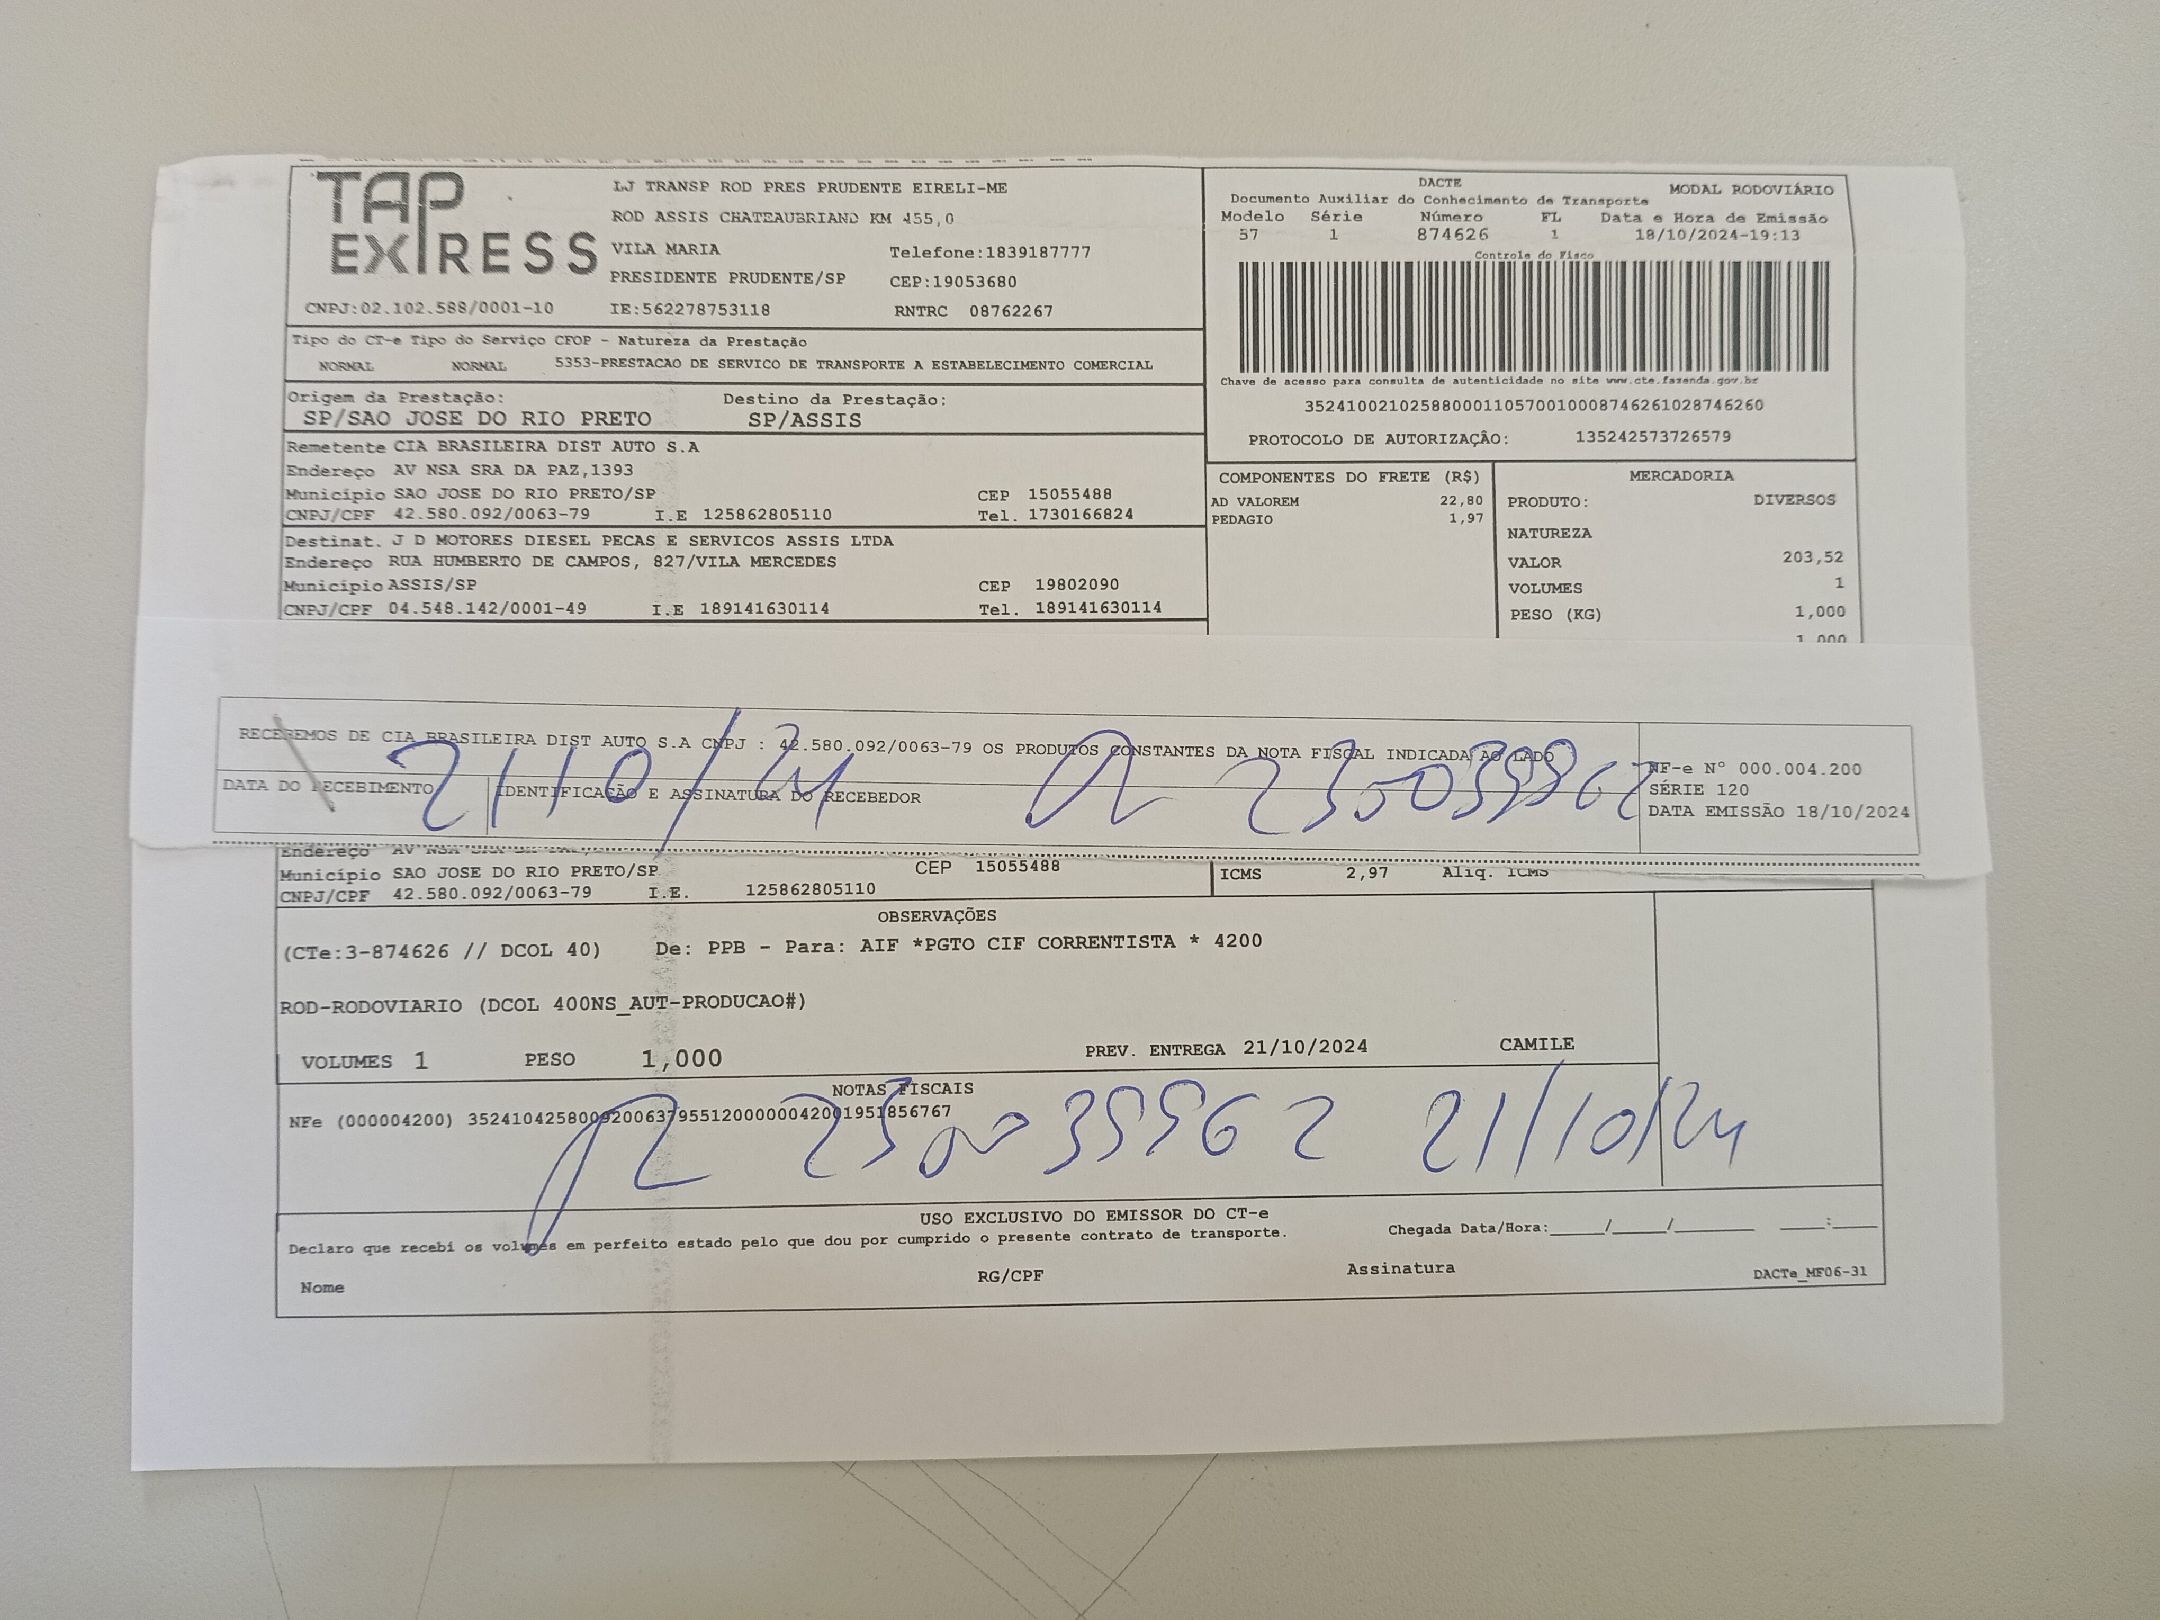 TAP EXPRESS
LJ TRANSP ROD PRES PRUDENTE EIRELI-ME
ROD ASSIS CHATEAUBRIAND KM 455,0
VILA MARIA Telefone:1839187777
PRESIDENTE PRUDENTE/SP CEP:19053680
CNPJ:02.102.588/0001-10 IE:562278753118 RNTRC 08762267
DACTE MODAL RODOVIÁRIO
Documento Auxiliar do Conhecimento de Transporte
Modelo Série Número FL Data e Hora de Emissão
57 1 874626 1 18/10/2024-19:13
Controle do Fisco
Chave de acesso para consulta de autenticidade no site www.cte.fazenda.gov.br
35241002102588000110570010008746261028746260
PROTOCOLO DE AUTORIZAÇÂO: 135242573726579
Tipo do CT-e Tipo do Serviço CFOP - Natureza da Prestação
NORMAL NORMAL 5353-PRESTACAO DE SERVICO DE TRANSPORTE A ESTABELECIMENTO COMERCIAL
Origem da Prestação: Destino da Prestação:
SP/SAO JOSE DO RIO PRETO SP/ASSIS
Remetente CIA BRASILEIRA DIST AUTO S.A
Endereço AV NSA SRA DA PAZ,1393
Município SAO JOSE DO RIO PRETO/SP CEP 15055488
CNPJ/CPF 42.580.092/0063-79 I.E 125862805110 Tel. 1730166824
Destinat. J D MOTORES DIESEL PECAS E SERVICOS ASSIS LTDA
Endereço RUA HUMBERTO DE CAMPOS, 827/VILA MERCEDES
Município ASSIS/SP CEP 19802090
CNPJ/CPF 04.548.142/0001-49 I.E 189141630114 Tel. 189141630114
COMPONENTES DO FRETE (R$)
AD VALOREM 22,80
PEDAGIO 1,97
MERCADORIA
PRODUTO: DIVERSOS
NATUREZA
VALOR 203,52
VOLUMES 1
PESO (KG) 1,000
1,000
RECEBEMOS DE CIA BRASILEIRA DIST AUTO S.A CNPJ : 42.580.092/0063-79 OS PRODUTOS CONSTANTES DA NOTA FISCAL INDICADA AO LADO
DATA DO RECEBIMENTO IDENTIFICAÇÃO E ASSINATURA DO RECEBEDOR
NF-e Nº 000.004.200
SÉRIE 120
DATA EMISSÃO 18/10/2024
Endereço AV NSA
Município SAO JOSE DO RIO PRETO/SP CEP 15055488
CNPJ/CPF 42.580.092/0063-79 I.E. 125862805110
ICMS 2,97 Aliq. ICMS
OBSERVAÇÕES
(CTe:3-874626 // DCOL 40) De: PPB - Para: AIF *PGTO CIF CORRENTISTA * 4200
ROD-RODOVIARIO (DCOL 400NS_AUT-PRODUCAO#)
VOLUMES 1 PESO 1,000 PREV. ENTREGA 21/10/2024 CAMILE
NOTAS FISCAIS
NFe (000004200) 35241042580092006379551200000042001951856767
21/10/24
USO EXCLUSIVO DO EMISSOR DO CT-e
Declaro que recebi os volumes em perfeito estado pelo que dou por cumprido o presente contrato de transporte. Chegada Data/Hora:_____/_____/_______ ____:____
Nome RG/CPF Assinatura DACTe_MF06-31